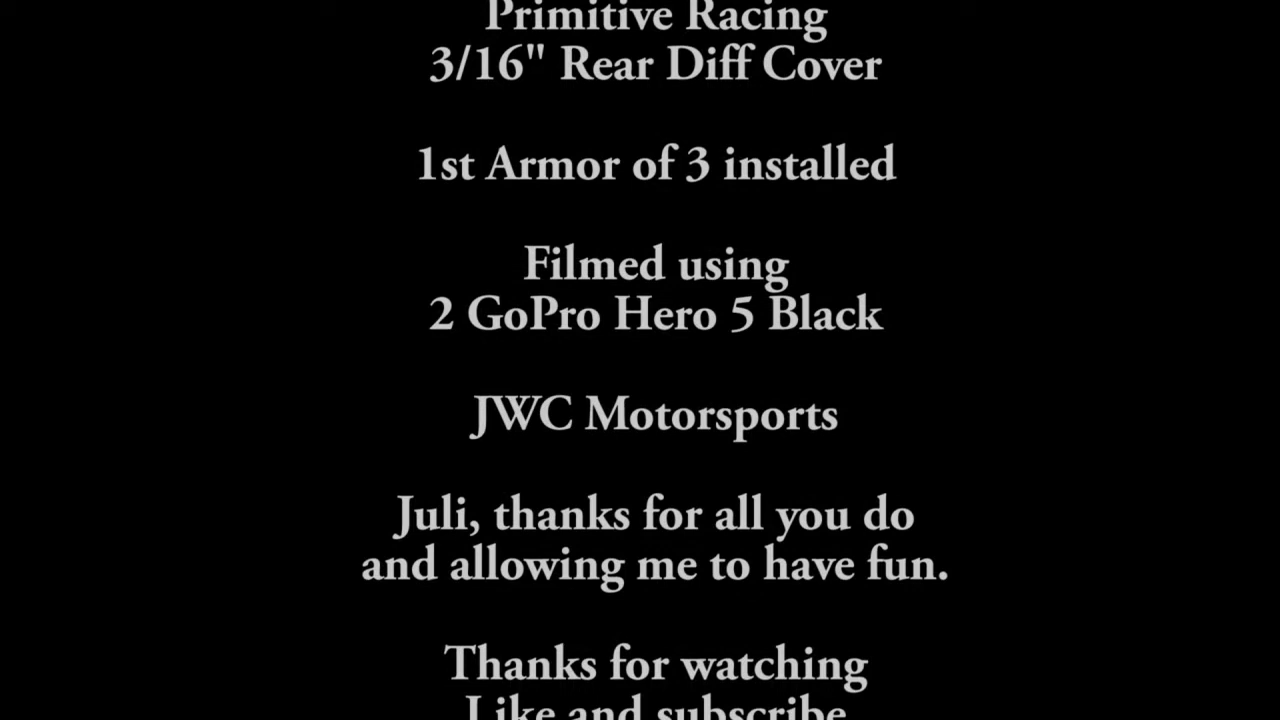 Primitive Racing
3/16" Rear Diff Cover
1st Armor of 3 installed
Filmed using
2 GoPro Hero 5 Black
JWC Motorsports
Juli, thanks for all you do
and allowing me to have fun.
Thanks for watching
Like and subscribe